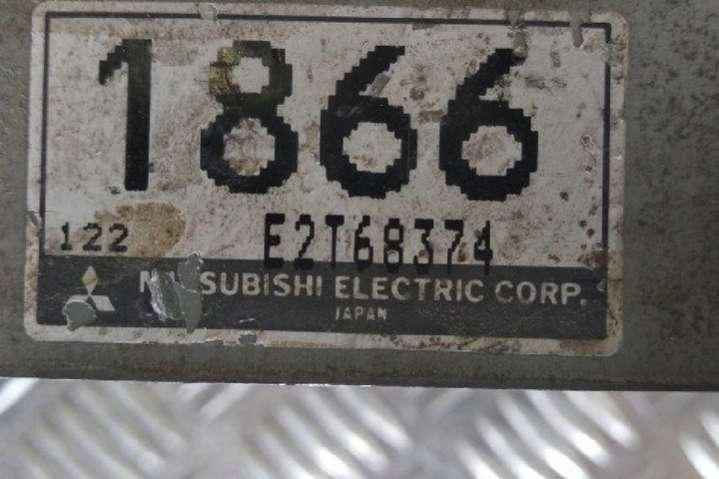 1866
122 E2T68374
MITSUBISHI ELECTRIC CORP.
JAPAN